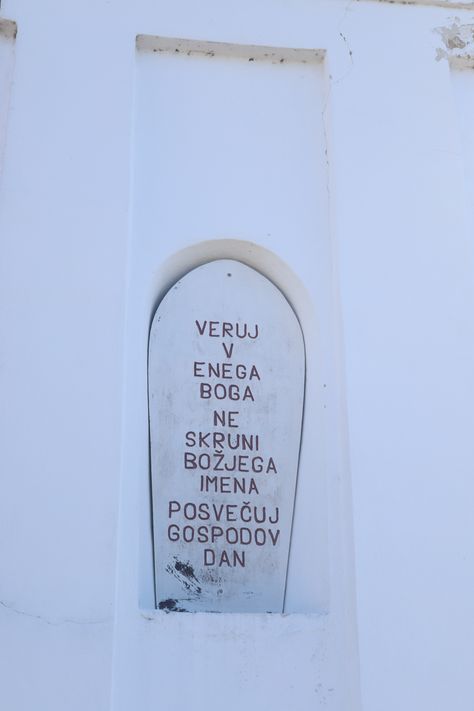 VERUJ
V
ENEGA
BOGA
NE
SKRUNI
BOŽJEGA
IMENA
POSVEČUJ
GOSPODOV
DAN